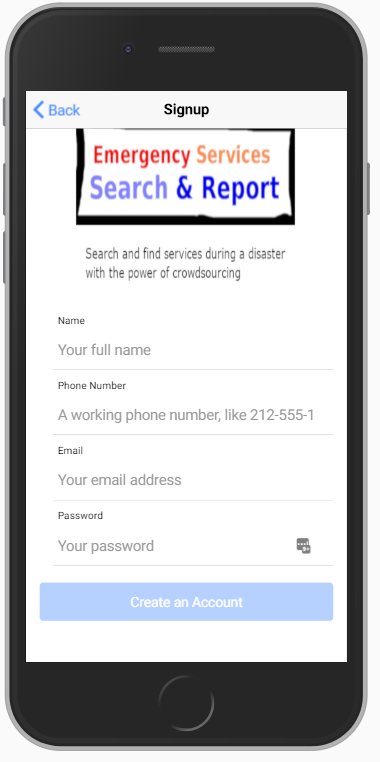 Back
Signup
Emergency Services
Search & Report
Search and find services during a disaster
with the power of crowdsourcing
Name
Your full name
Phone Number
A working phone number, like 212-555-1
Email
Your email address
Password
Your password
Create an Account